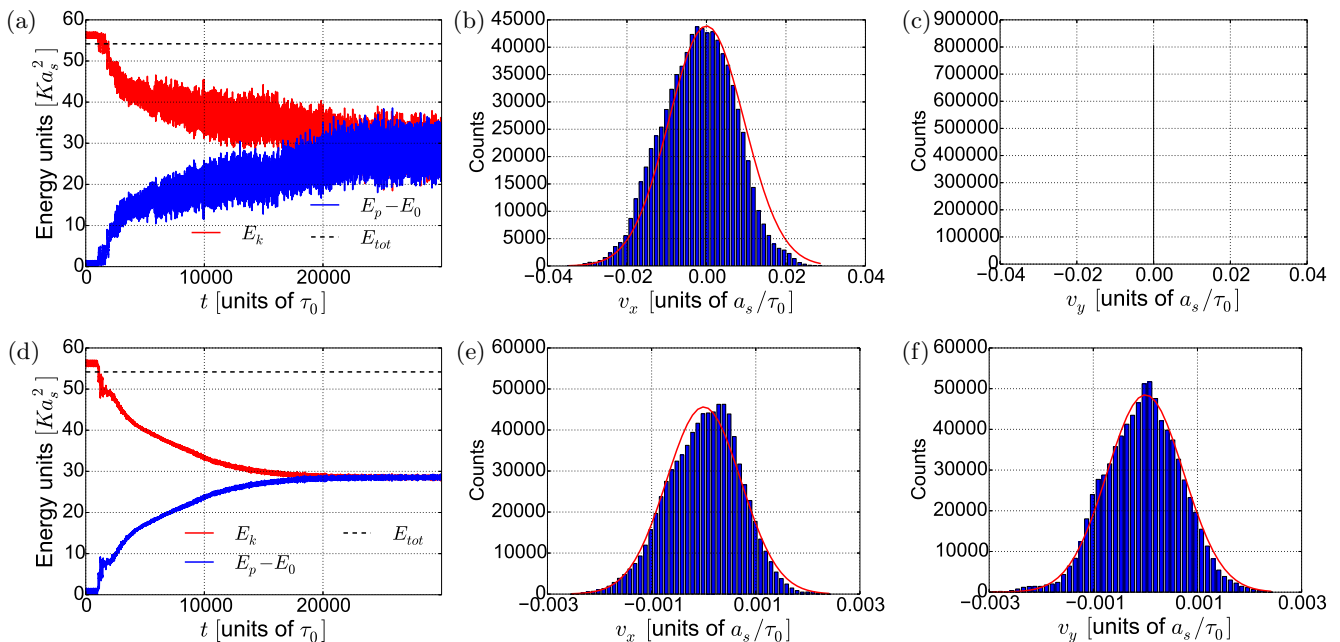 (a)
60
50
40
30
20
10
0
Energy units [Ka_s^2]
E_p−E_0
E_k
E_tot
0 10000 20000
t [units of τ_0]
(b)
45000
40000
35000
30000
25000
20000
15000
10000
5000
0
Counts
−0.04 −0.02 0.00 0.02 0.04
v_x [units of a_s/τ_0]
(c)
900000
800000
700000
600000
500000
400000
300000
200000
100000
0
Counts
−0.04 −0.02 0.00 0.02 0.04
v_y [units of a_s/τ_0]
(d)
60
50
40
30
20
10
0
Energy units [Ka_s^2]
E_k
E_tot
E_p−E_0
0 10000 20000
t [units of τ_0]
(e)
60000
50000
40000
30000
20000
10000
0
Counts
−0.003 −0.001 0.001 0.003
v_x [units of a_s/τ_0]
(f)
60000
50000
40000
30000
20000
10000
0
Counts
−0.003 −0.001 0.001 0.003
v_y [units of a_s/τ_0]